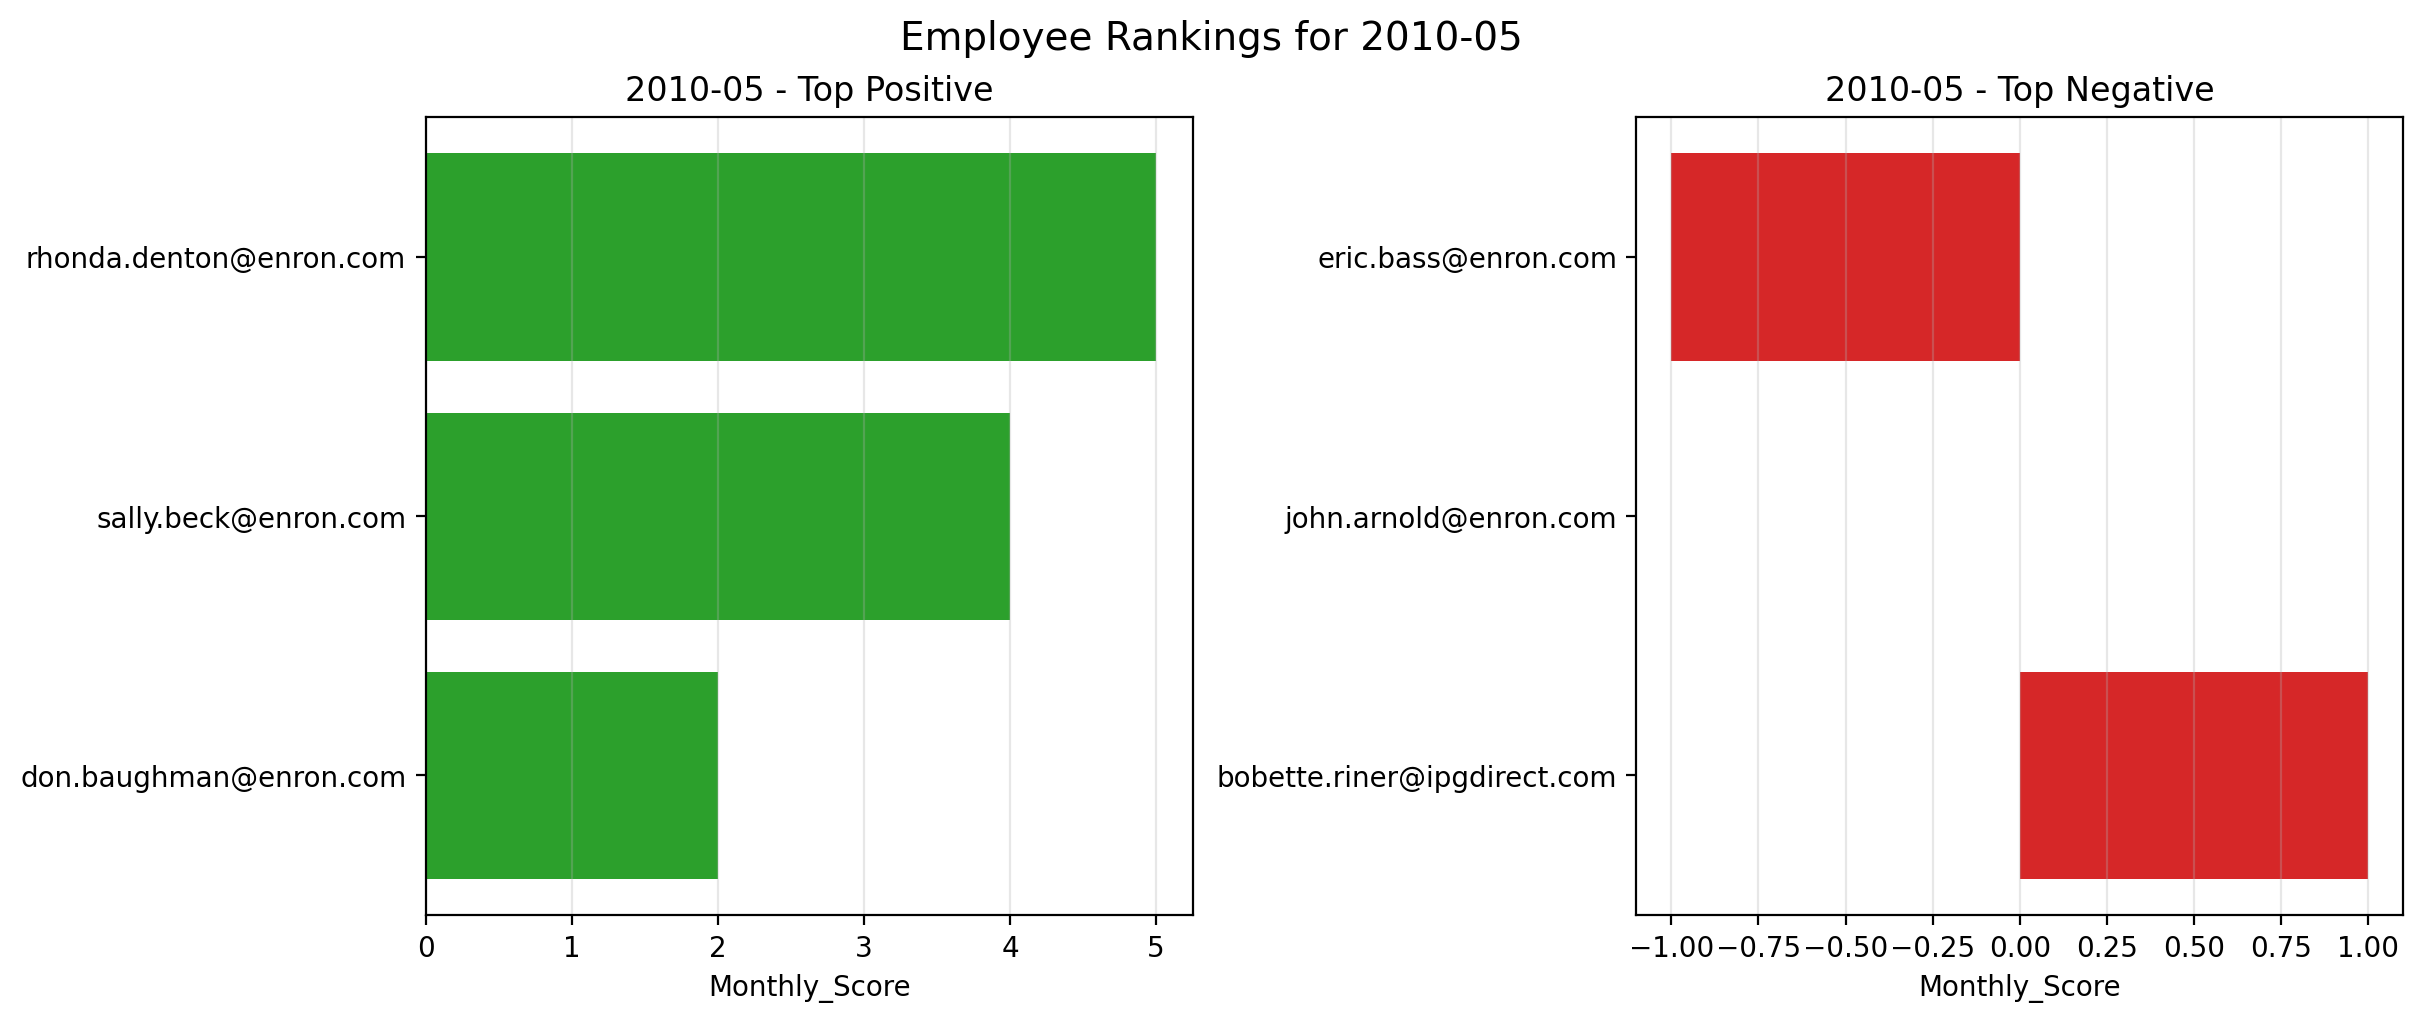 Employee Rankings for 2010-05
2010-05 - Top Positive
rhonda.denton@enron.com
sally.beck@enron.com
don.baughman@enron.com
0 1 2 3 4 5
Monthly_Score
2010-05 - Top Negative
eric.bass@enron.com
john.arnold@enron.com
bobette.riner@ipgdirect.com
−1.00 −0.75 −0.50 −0.25 0.00 0.25 0.50 0.75 1.00
Monthly_Score